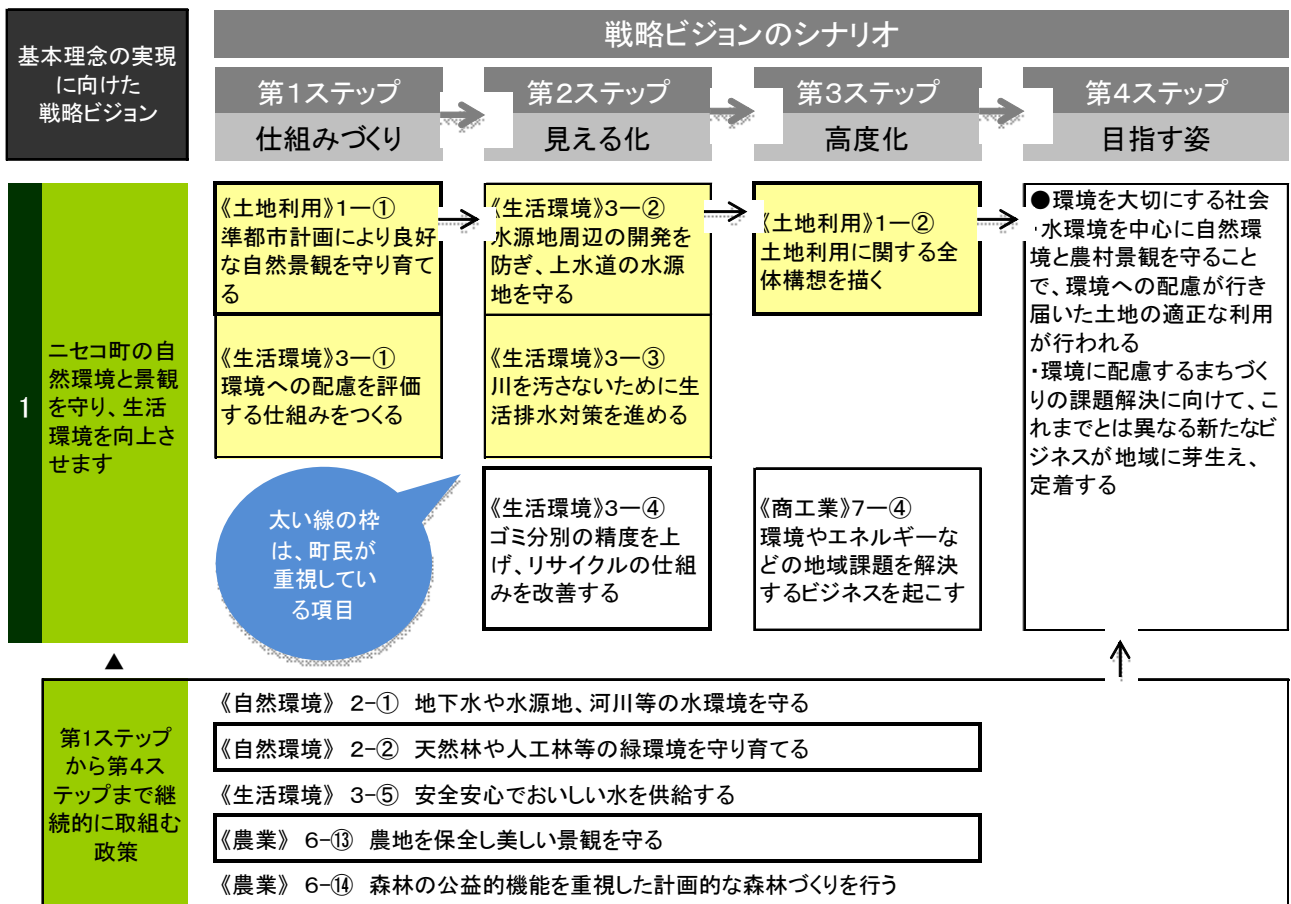 基本理念の実現
に向けた
戦略ビジョン
戦略ビジョンのシナリオ
第1ステップ
仕組みづくり
第2ステップ
見える化
第3ステップ
高度化
第4ステップ
目指す姿
1
ニセコ町の自
然環境と景観
を守り、生活
環境を向上さ
せます
《土地利用》1―①
準都市計画により良好
な自然景観を守り育て
る
《生活環境》3―①
環境への配慮を評価
する仕組みをつくる
太い線の枠
は、町民が
重視してい
る項目
《生活環境》3―②
水源地周辺の開発を
防ぎ、上水道の水源
地を守る
《生活環境》3―③
川を汚さないために生
活排水対策を進める
《生活環境》3―④
ゴミ分別の精度を上
げ、リサイクルの仕組
みを改善する
《土地利用》1―②
土地利用に関する全
体構想を描く
《商工業》7―④
環境やエネルギーな
どの地域課題を解決
するビジネスを起こす
●環境を大切にする社会
・水環境を中心に自然環
境と農村景観を守ること
で、環境への配慮が行き
届いた土地の適正な利用
が行われる
・環境に配慮するまちづく
りの課題解決に向けて、こ
れまでとは異なる新たなビ
ジネスが地域に芽生え、
定着する
▲
第1ステップ
から第4ス
テップまで継
続的に取組む
政策
《自然環境》 2-① 地下水や水源地、河川等の水環境を守る
《自然環境》 2-② 天然林や人工林等の緑環境を守り育てる
《生活環境》 3-⑤ 安全安心でおいしい水を供給する
《農業》 6-⑬ 農地を保全し美しい景観を守る
《農業》 6-⑭ 森林の公益的機能を重視した計画的な森林づくりを行う